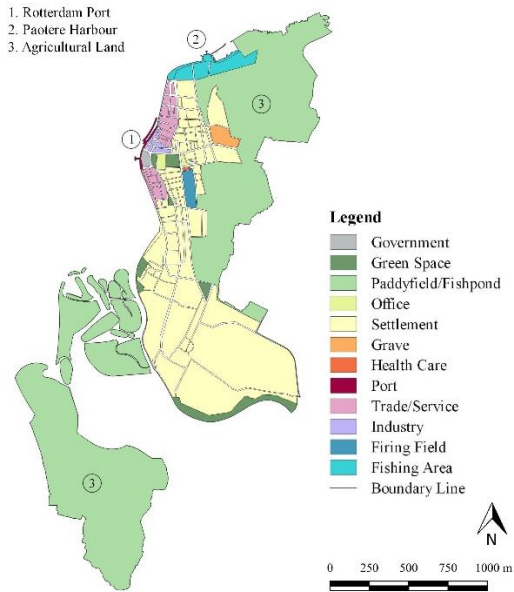 1. Rotterdam Port
2. Paotere Harbour
3. Agricultural Land
2
3
1
Legend
Government
Green Space
Paddyfield/Fishpond
Office
Settlement
Grave
Health Care
Port
Trade/Service
Industry
Firing Field
Fishing Area
Boundary Line
3
N
0 250 500 750 1000 m